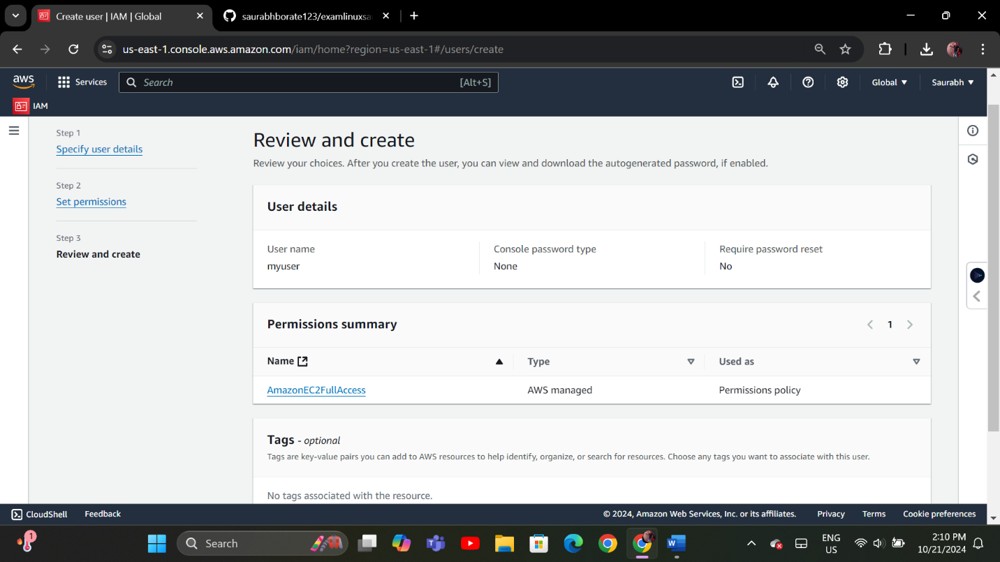 Create user | IAM | Global
saurabhborate123/examlinuxsa
us-east-1.console.aws.amazon.com/iam/home?region=us-east-1#/users/create
aws
Services
Search
[Alt+S]
Global
Saurabh
IAM
Step 1
Specify user details
Step 2
Set permissions
Step 3
Review and create
Review and create
Review your choices. After you create the user, you can view and download the autogenerated password, if enabled.
User details
User name
myuser
Console password type
None
Require password reset
No
Permissions summary
1
Name
Type
Used as
AmazonEC2FullAccess
AWS managed
Permissions policy
Tags - optional
Tags are key-value pairs you can add to AWS resources to help identify, organize, or search for resources. Choose any tags you want to associate with this user.
No tags associated with the resource.
CloudShell
Feedback
© 2024, Amazon Web Services, Inc. or its affiliates.
Privacy
Terms
Cookie preferences
1
Search
ENG
US
2:10 PM
10/21/2024